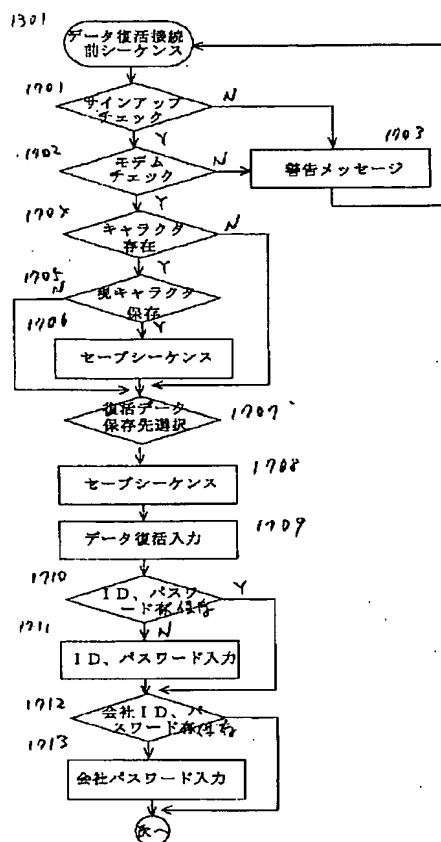 1301
データ復活接続
前シーケンス
1701
サインアップ
チェック
N
Y
1702
モデム
チェック
N
1703
警告メッセージ
Y
1704
キャラクタ
存在
N
Y
1705
N
現キャラクタ
保存
1706
Y
セーブシーケンス
復活データ
保存先選択
1707
1708
セーブシーケンス
1709
データ復活入力
1710
ID、パスワ
ード
Y
N
1711
ID、パスワード入力
1712
会社ID、パ
スワード
1713
会社パスワード入力
次へ